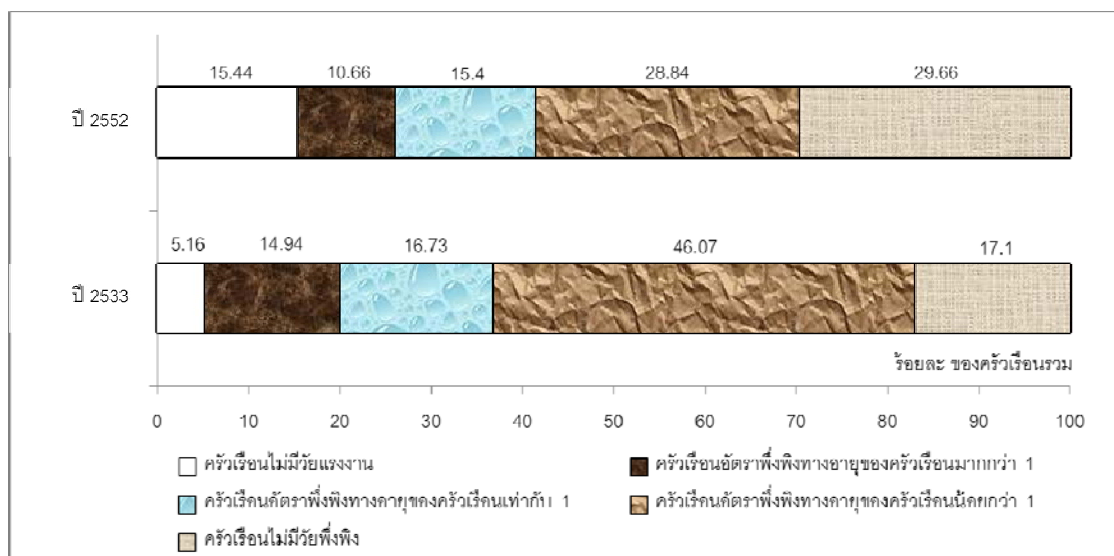 15.44 10.66 15.4 28.84 29.66
ปี 2552
5.16 14.94 16.73 46.07 17.1
ปี 2533
ร้อยละ ของครัวเรือนรวม
0 10 20 30 40 50 60 70 80 90 100
ครัวเรือนไม่มีวัยแรงงาน ครัวเรือนอัตราพึ่งพิงทางอายุของครัวเรือนมากกว่า 1
ครัวเรือนอัตราพึ่งพิงทางอายุของครัวเรือนเท่ากับ 1 ครัวเรือนอัตราพึ่งพิงทางอายุของครัวเรือนน้อยกว่า 1
ครัวเรือนไม่มีวัยพึ่งพิง